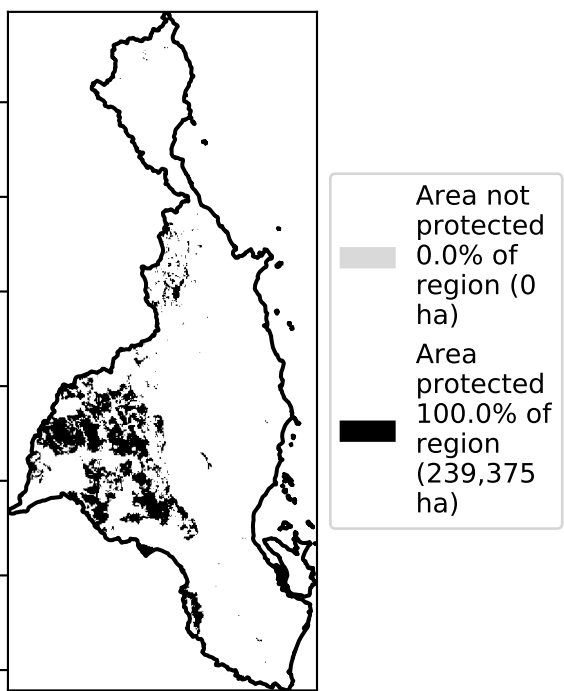 Area not
protected
0.0% of
region (0
ha)
Area
protected
100.0% of
region
(239,375
ha)